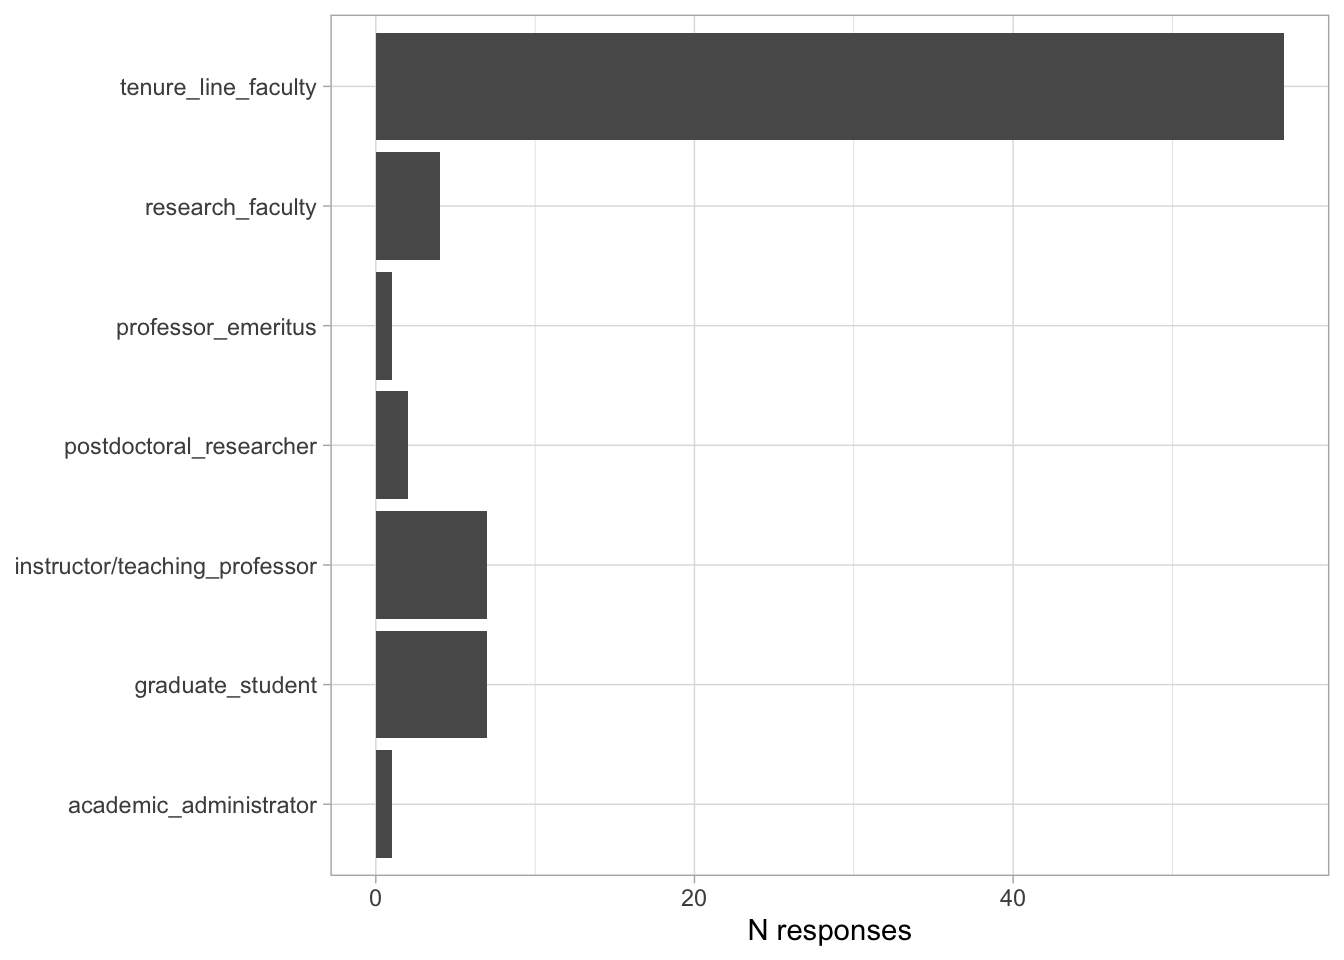 tenure_line_faculty
research_faculty
professor_emeritus
postdoctoral_researcher
instructor/teaching_professor
graduate_student
academic_administrator
0 20 40
N responses